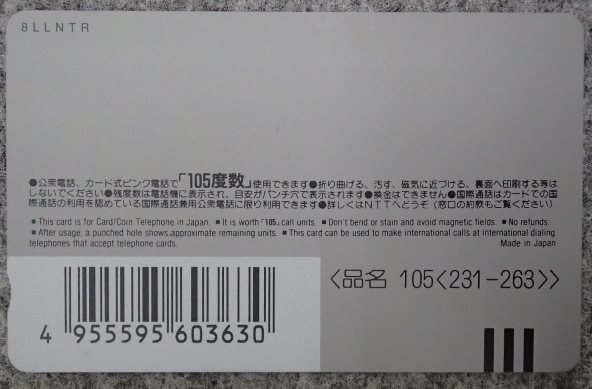 8LLNTR
●公衆電話、カード式ピンク電話で「105度数」使用できます●折り曲げる、汚す、磁気に近づける、裏面へ印刷する等は
しないでください●残度数は電話機に表示され、目安がパンチ穴で表示されます●換金はできません●国際通話はカードでの国
際通話の利用を認めている国際通話兼用公衆電話に限り利用できます●詳しくはNTTへどうぞ(窓口の約款もご覧ください)
■ This card is for Card/Coin Telephone in Japan. ■ It is worth「105」call units. ■ Don't bend or stain and avoid magnetic fields. ■ No refunds.
■ After usage, a punched hole shows approximate remaining units. ■ This card can be used to make international calls at international dialing
telephones that accept telephone cards. Made in Japan
〈品名 105〈231-263〉〉
4 955595 603630